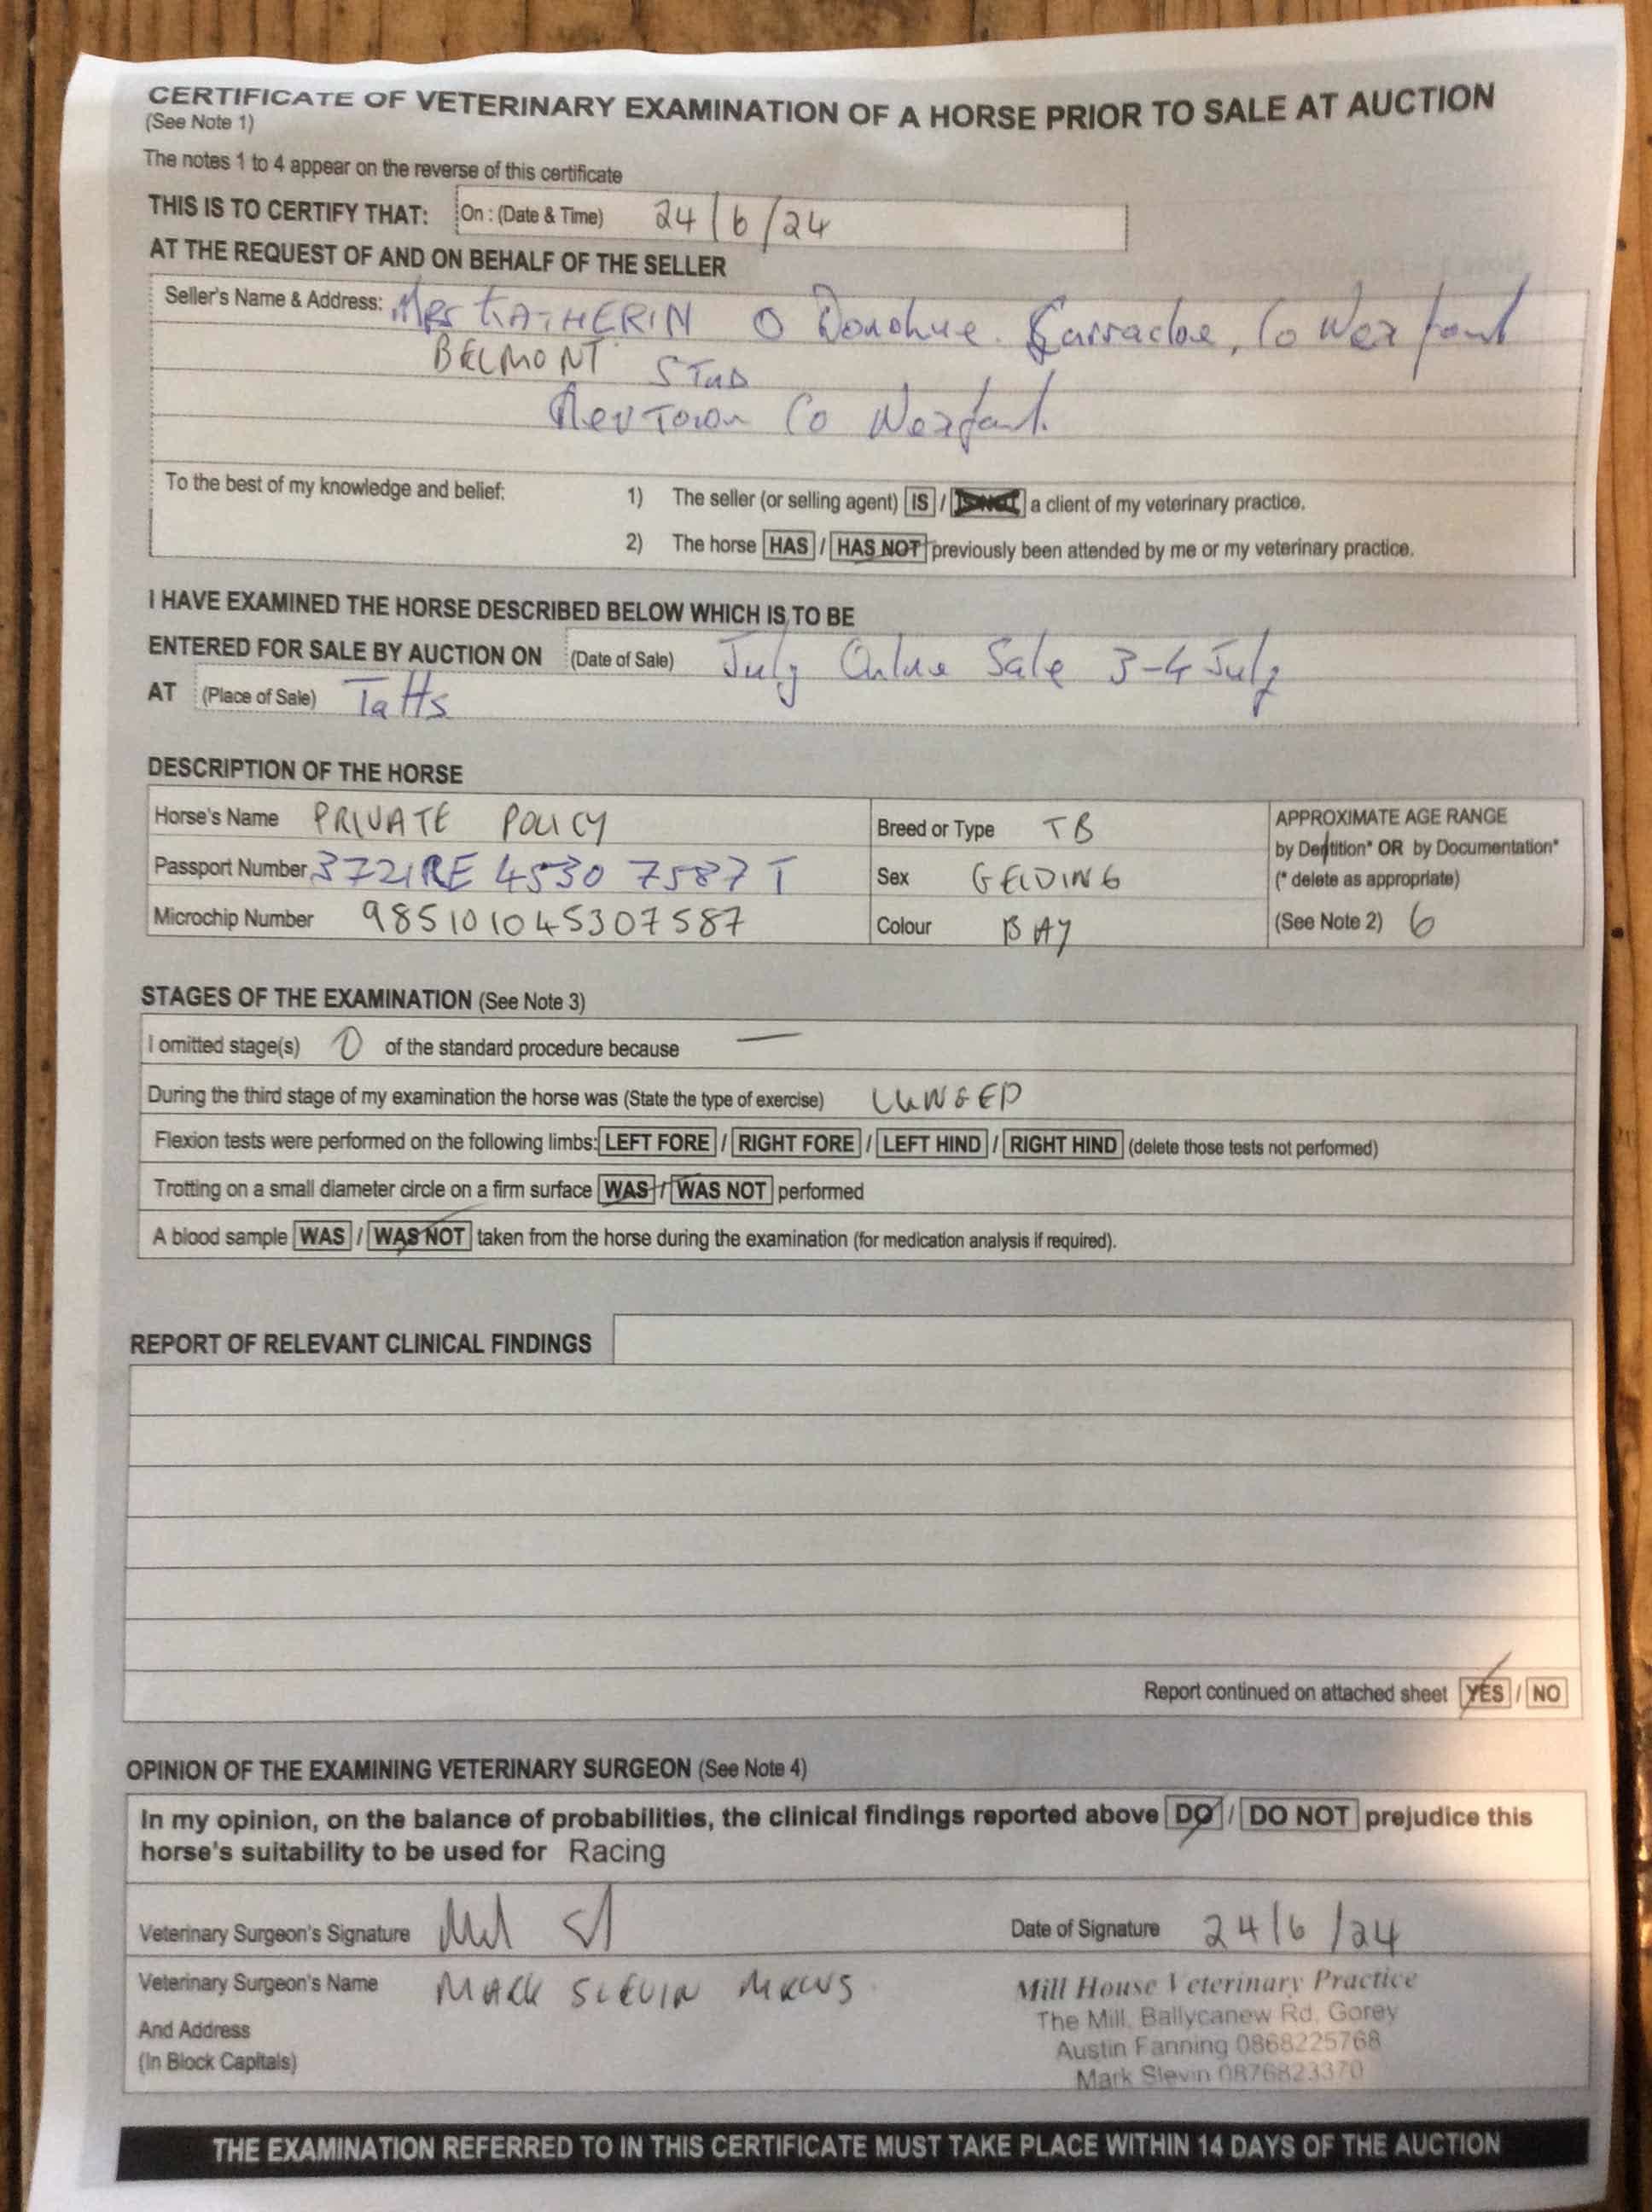 CERTIFICATE OF VETERINARY EXAMINATION OF A HORSE PRIOR TO SALE AT AUCTION
(See Note 1)
The notes 1 to 4 appear on the reverse of this certificate
THIS IS TO CERTIFY THAT: On : (Date & Time) 24/6/24
AT THE REQUEST OF AND ON BEHALF OF THE SELLER
Seller's Name & Address: Mrs KATHERIN O Donohue. Curracloe, Co Wexford
BELMONT STUD
Newtown Co Wexford.
To the best of my knowledge and belief: 1) The seller (or selling agent) IS / IS NOT a client of my veterinary practice.
2) The horse HAS / HAS NOT previously been attended by me or my veterinary practice.
I HAVE EXAMINED THE HORSE DESCRIBED BELOW WHICH IS TO BE
ENTERED FOR SALE BY AUCTION ON (Date of Sale) July Online Sale 3-4 July
AT (Place of Sale) Tatts
DESCRIPTION OF THE HORSE
Horse's Name PRIVATE POLICY Breed or Type TB APPROXIMATE AGE RANGE
by Dentition* OR by Documentation*
Passport Number 372IRE 4530 7587 T Sex GELDING (* delete as appropriate)
Microchip Number 985101045307587 Colour BAY (See Note 2) 6
STAGES OF THE EXAMINATION (See Note 3)
I omitted stage(s) 0 of the standard procedure because —
During the third stage of my examination the horse was (State the type of exercise) LUNGED
Flexion tests were performed on the following limbs: LEFT FORE / RIGHT FORE / LEFT HIND / RIGHT HIND (delete those tests not performed)
Trotting on a small diameter circle on a firm surface WAS / WAS NOT performed
A blood sample WAS / WAS NOT taken from the horse during the examination (for medication analysis if required).
REPORT OF RELEVANT CLINICAL FINDINGS
Report continued on attached sheet YES / NO
OPINION OF THE EXAMINING VETERINARY SURGEON (See Note 4)
In my opinion, on the balance of probabilities, the clinical findings reported above DO / DO NOT prejudice this
horse's suitability to be used for Racing
Veterinary Surgeon's Signature Date of Signature 24/6/24
Veterinary Surgeon's Name MARK SLEVIN MRCVS
And Address
(In Block Capitals)
Mill House Veterinary Practice
The Mill, Ballycanew Rd, Gorey
Austin Fanning 0868225768
Mark Slevin 0876823370
THE EXAMINATION REFERRED TO IN THIS CERTIFICATE MUST TAKE PLACE WITHIN 14 DAYS OF THE AUCTION